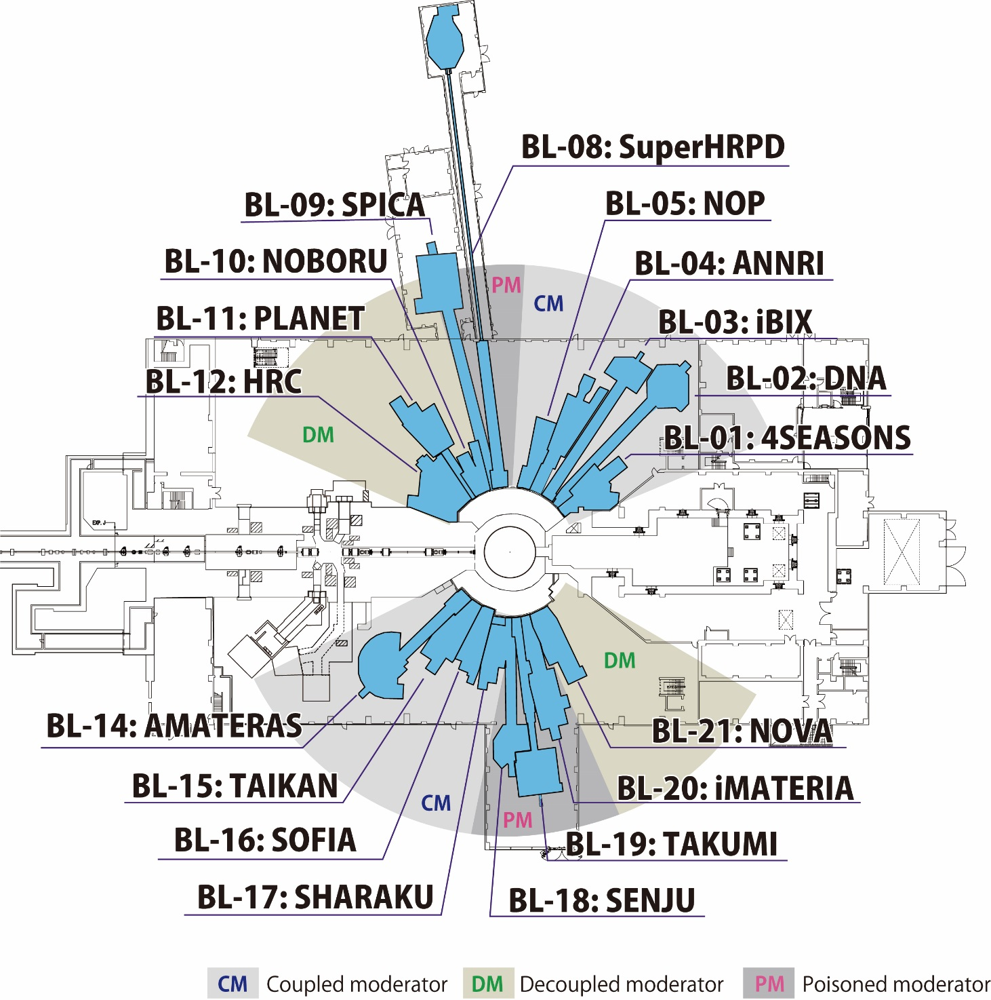 BL-08: SuperHRPD
BL-09: SPICA
BL-05: NOP
BL-10: NOBORU
BL-04: ANNRI
PM
CM
BL-11: PLANET
BL-03: iBIX
BL-12: HRC
BL-02: DNA
DM
BL-01: 4SEASONS
EXP. J
DM
BL-14: AMATERAS
BL-21: NOVA
BL-15: TAIKAN
CM
BL-20: iMATERIA
PM
BL-16: SOFIA
BL-19: TAKUMI
BL-17: SHARAKU
BL-18: SENJU
CM Coupled moderator
DM Decoupled moderator
PM Poisoned moderator